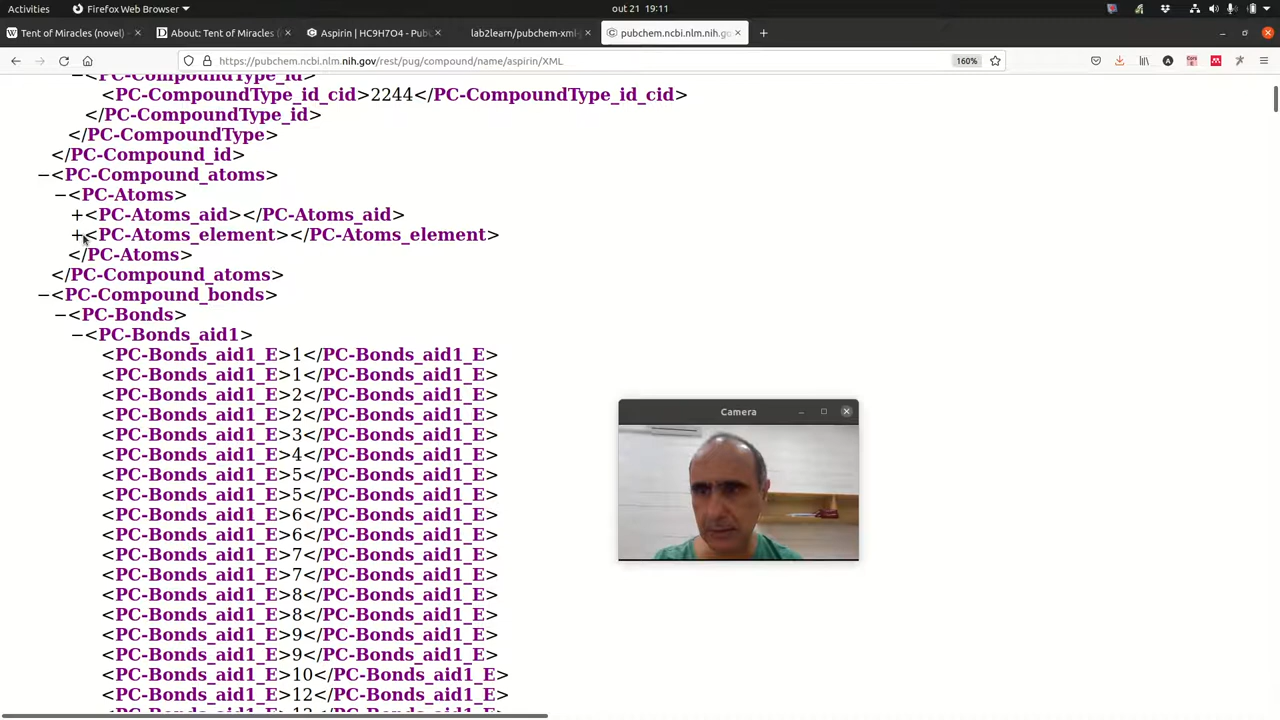 Activities
Firefox Web Browser
out 21 19:11
Tent of Miracles (novel) -
About: Tent of Miracles (
Aspirin | HC9H7O4 - PubC
lab2learn/pubchem-xml-
pubchem.ncbi.nlm.nih.go
https://pubchem.ncbi.nlm.nih.gov/rest/pug/compound/name/aspirin/XML
160%
−<PC-CompoundType_id>
<PC-CompoundType_id_cid>2244</PC-CompoundType_id_cid>
</PC-CompoundType_id>
</PC-CompoundType>
</PC-Compound_id>
−<PC-Compound_atoms>
−<PC-Atoms>
+<PC-Atoms_aid></PC-Atoms_aid>
+<PC-Atoms_element></PC-Atoms_element>
</PC-Atoms>
</PC-Compound_atoms>
−<PC-Compound_bonds>
−<PC-Bonds>
−<PC-Bonds_aid1>
<PC-Bonds_aid1_E>1</PC-Bonds_aid1_E>
<PC-Bonds_aid1_E>1</PC-Bonds_aid1_E>
<PC-Bonds_aid1_E>2</PC-Bonds_aid1_E>
<PC-Bonds_aid1_E>2</PC-Bonds_aid1_E>
<PC-Bonds_aid1_E>3</PC-Bonds_aid1_E>
<PC-Bonds_aid1_E>4</PC-Bonds_aid1_E>
<PC-Bonds_aid1_E>5</PC-Bonds_aid1_E>
<PC-Bonds_aid1_E>5</PC-Bonds_aid1_E>
<PC-Bonds_aid1_E>6</PC-Bonds_aid1_E>
<PC-Bonds_aid1_E>6</PC-Bonds_aid1_E>
<PC-Bonds_aid1_E>7</PC-Bonds_aid1_E>
<PC-Bonds_aid1_E>7</PC-Bonds_aid1_E>
<PC-Bonds_aid1_E>8</PC-Bonds_aid1_E>
<PC-Bonds_aid1_E>8</PC-Bonds_aid1_E>
<PC-Bonds_aid1_E>9</PC-Bonds_aid1_E>
<PC-Bonds_aid1_E>9</PC-Bonds_aid1_E>
<PC-Bonds_aid1_E>10</PC-Bonds_aid1_E>
<PC-Bonds_aid1_E>12</PC-Bonds_aid1_E>
Camera